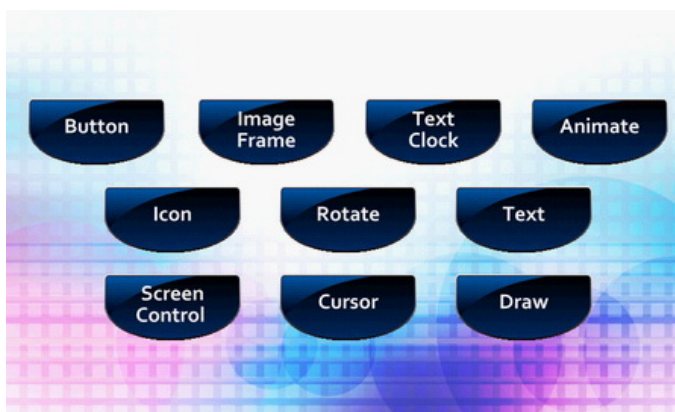 Button
Image
Frame
Text
Clock
Animate
Icon
Rotate
Text
Screen
Control
Cursor
Draw